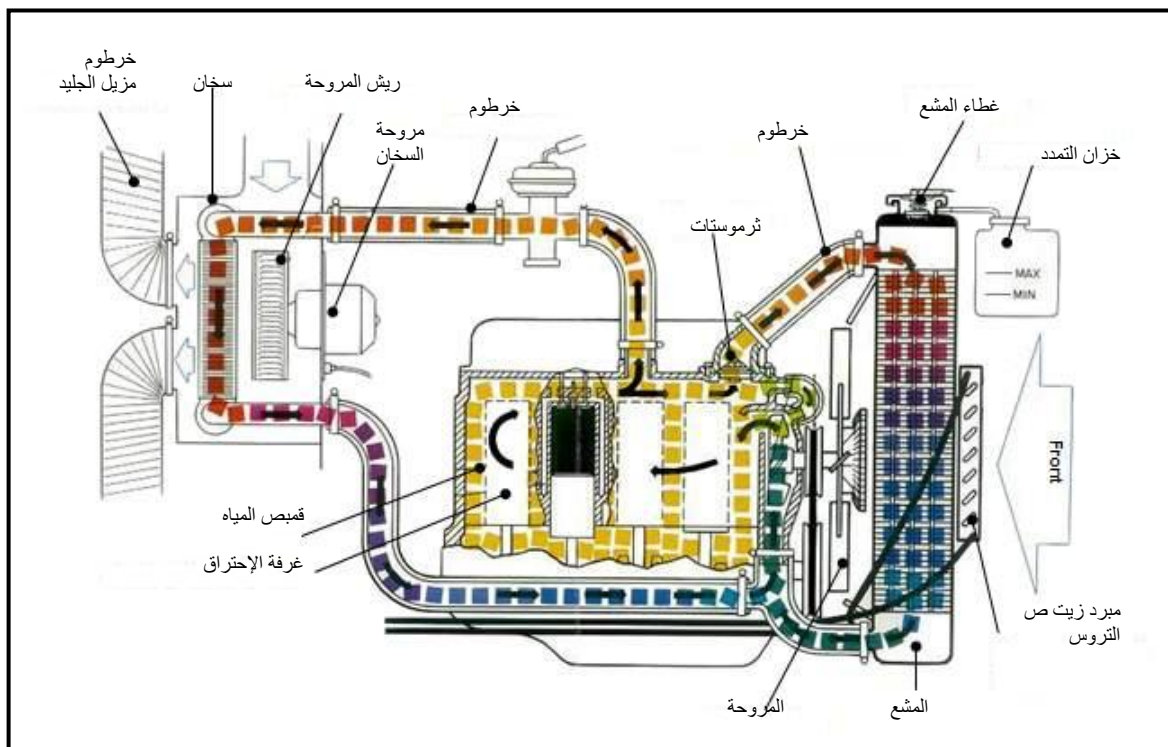 خرطوم
مزيل الجليد
سخان
ريش المروحة
مروحة
السخان
خرطوم
خرطوم
ثرموستات
غطاء المشع
خزان التمدد
MAX
MIN
Front
قمبص المياه
غرفة الإحتراق
المروحة
المشع
مبرد زيت ص
التروس